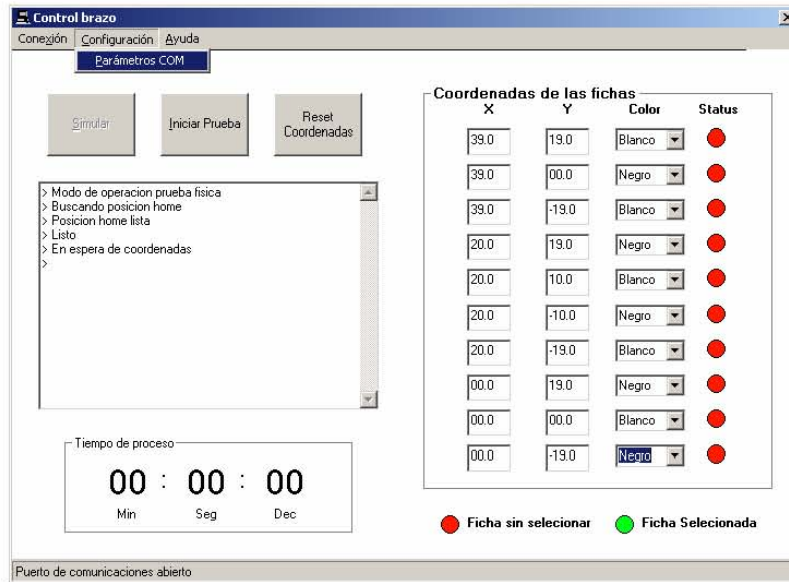 Control brazo
Conexión Configuración Ayuda
Parámetros COM
Simular
Iniciar Prueba
Reset
Coordenadas
> Modo de operacion prueba fisica
> Buscando posicion home
> Posicion home lista
> Listo
> En espera de coordenadas
>
Tiempo de proceso
00 : 00 : 00
Min Seg Dec
Coordenadas de las fichas
X Y Color Status
39.0 19.0 Blanco
39.0 00.0 Negro
39.0 -19.0 Blanco
20.0 19.0 Negro
20.0 10.0 Blanco
20.0 -10.0 Negro
20.0 -19.0 Blanco
00.0 19.0 Negro
00.0 00.0 Blanco
00.0 -19.0 Negro
Ficha sin selecionar Ficha Selecionada
Puerto de comunicaciones abierto